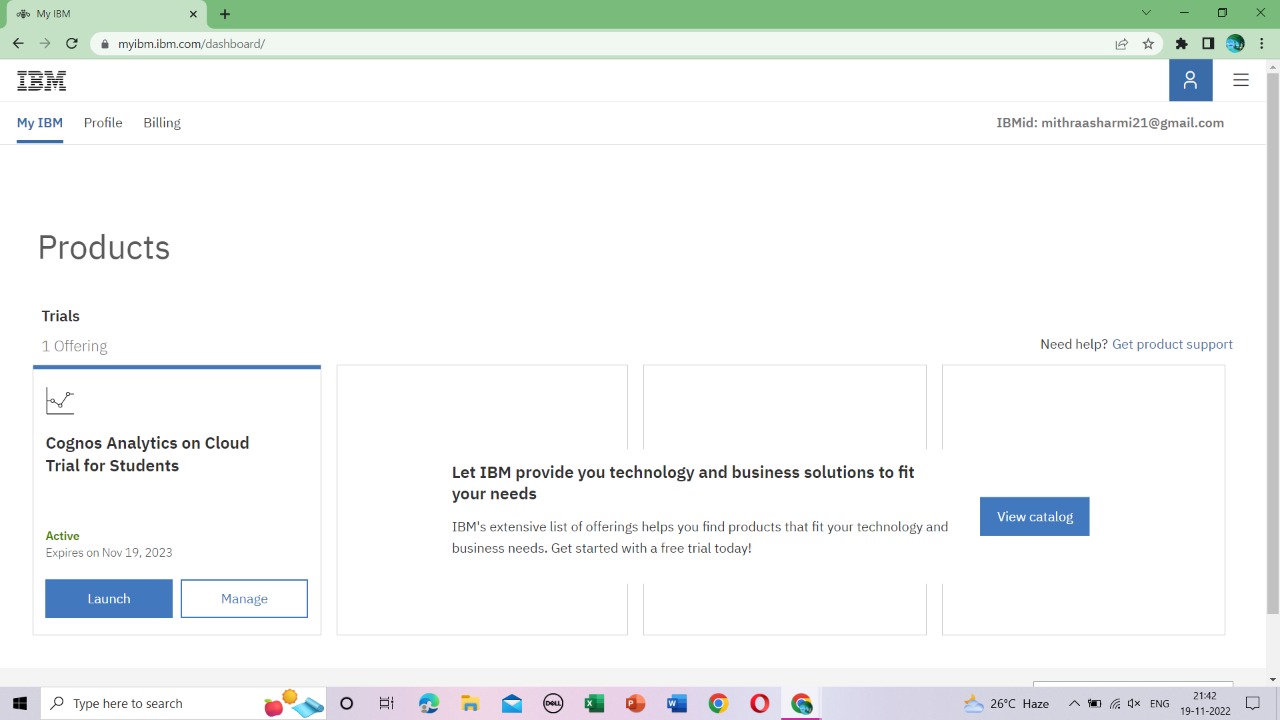 My IBM
myibm.ibm.com/dashboard/
IBM
My IBM
Profile
Billing
IBMid: mithraasharmi21@gmail.com
Products
Trials
1 Offering
Need help? Get product support
Cognos Analytics on Cloud
Trial for Students
Active
Expires on Nov 19, 2023
Launch
Manage
Let IBM provide you technology and business solutions to fit
your needs
IBM's extensive list of offerings helps you find products that fit your technology and
business needs. Get started with a free trial today!
View catalog
Type here to search
DELL
26°C Haze
ENG
21:42
19-11-2022